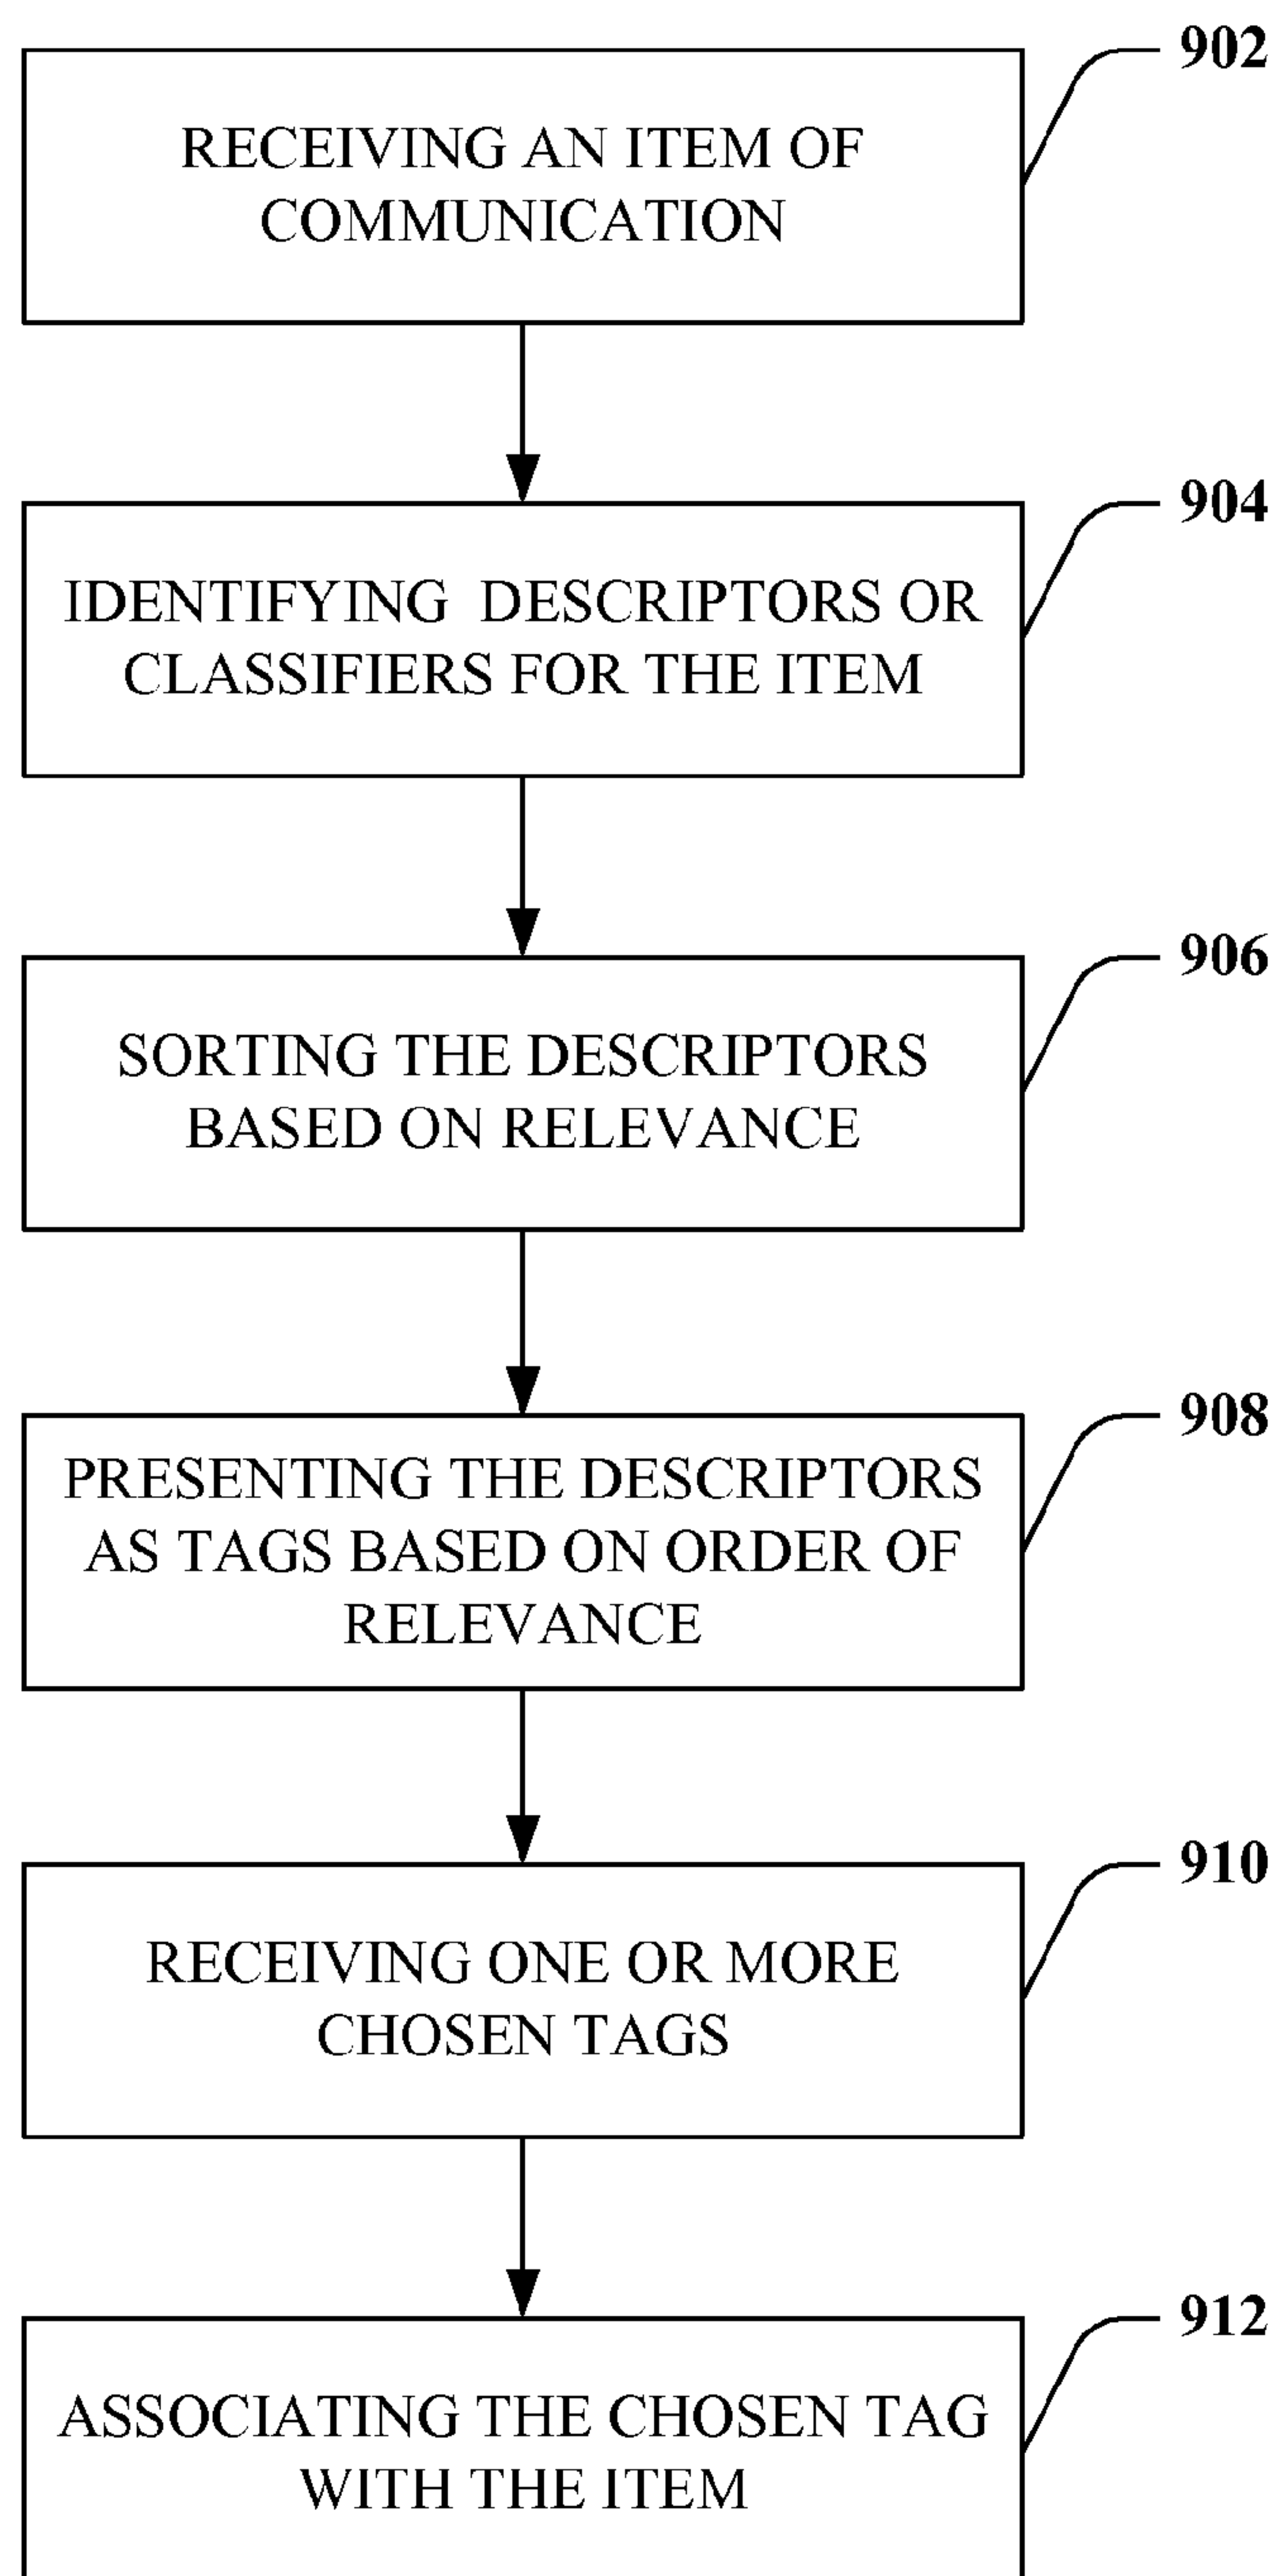 902
RECEIVING AN ITEM OF
COMMUNICATION
904
IDENTIFYING DESCRIPTORS OR
CLASSIFIERS FOR THE ITEM
906
SORTING THE DESCRIPTORS
BASED ON RELEVANCE
908
PRESENTING THE DESCRIPTORS
AS TAGS BASED ON ORDER OF
RELEVANCE
910
RECEIVING ONE OR MORE
CHOSEN TAGS
912
ASSOCIATING THE CHOSEN TAG
WITH THE ITEM